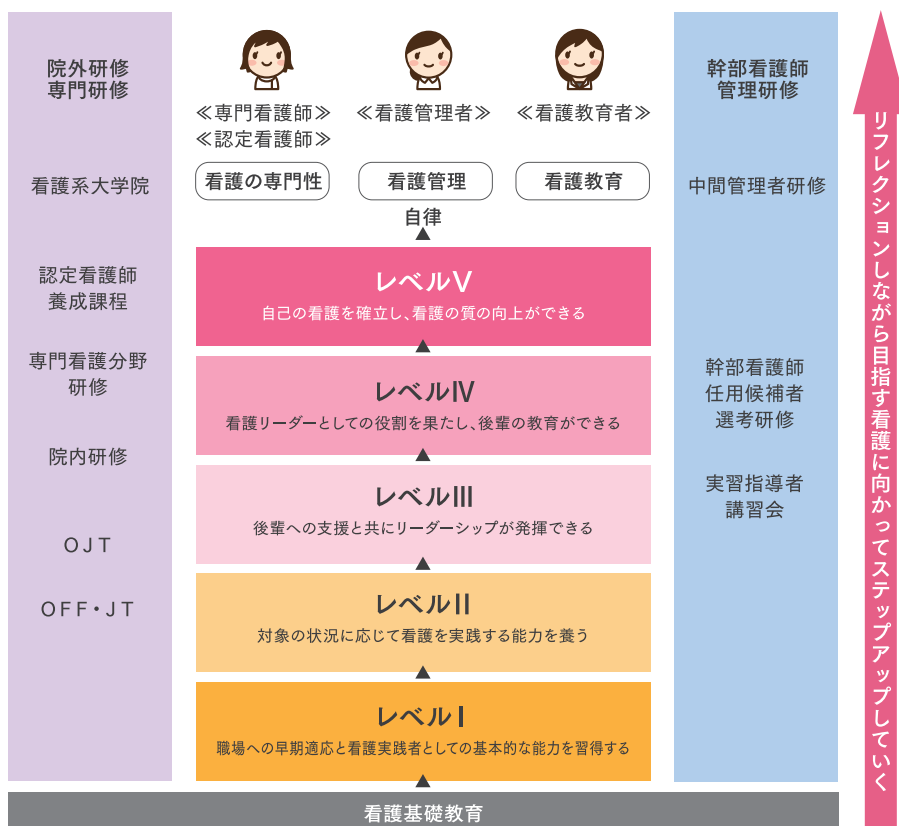 院外研修
専門研修
看護系大学院
認定看護師
養成課程
専門看護分野
研修
院内研修
OJT
OFF・JT
≪専門看護師≫
≪認定看護師≫
≪看護管理者≫
≪看護教育者≫
看護の専門性
看護管理
看護教育
自律
▲
レベルⅤ
自己の看護を確立し、看護の質の向上ができる
▲
レベルⅣ
看護リーダーとしての役割を果たし、後輩の教育ができる
▲
レベルⅢ
後輩への支援と共にリーダーシップが発揮できる
▲
レベルⅡ
対象の状況に応じて看護を実践する能力を養う
▲
レベルⅠ
職場への早期適応と看護実践者としての基本的な能力を習得する
▲
看護基礎教育
幹部看護師
管理研修
中間管理者研修
幹部看護師
任用候補者
選考研修
実習指導者
講習会
リフレクションしながら目指す看護に向かってステップアップしていく